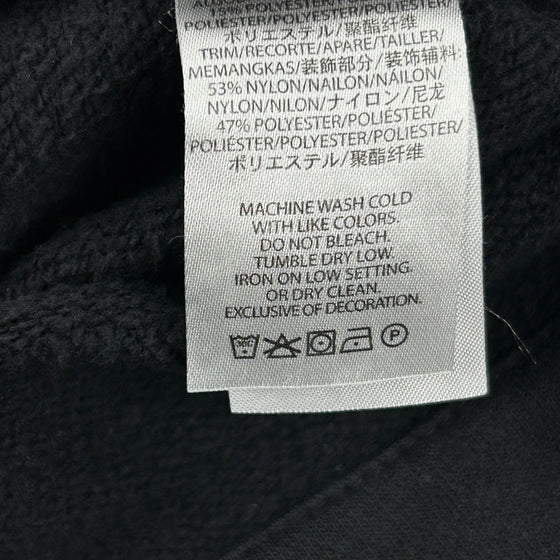 POLIESTER/POLYESTER/POLIESTER/
ポリエステル/聚酯纤维
TRIM/RECORTE/APARE/TAILLER/
MEMANGKAS/装飾部分/装饰辅料:
53% NYLON/NAILON/NÁILON/
NYLON/NILON/ナイロン/尼龙
47% POLYESTER/POLIÉSTER/
POLIÉSTER/POLYESTER/POLIESTER/
ポリエステル/聚酯纤维
MACHINE WASH COLD
WITH LIKE COLORS.
DO NOT BLEACH.
TUMBLE DRY LOW.
IRON ON LOW SETTING.
OR DRY CLEAN.
EXCLUSIVE OF DECORATION.
30°
P